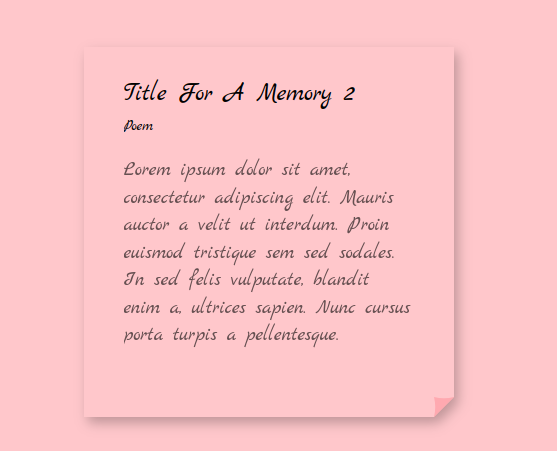 Title For A Memory 2
Poem
Lorem ipsum dolor sit amet,
consectetur adipiscing elit. Mauris
auctor a velit ut interdum. Proin
euismod tristique sem sed sodales.
In sed felis vulputate, blandit
enim a, ultrices sapien. Nunc cursus
porta turpis a pellentesque.